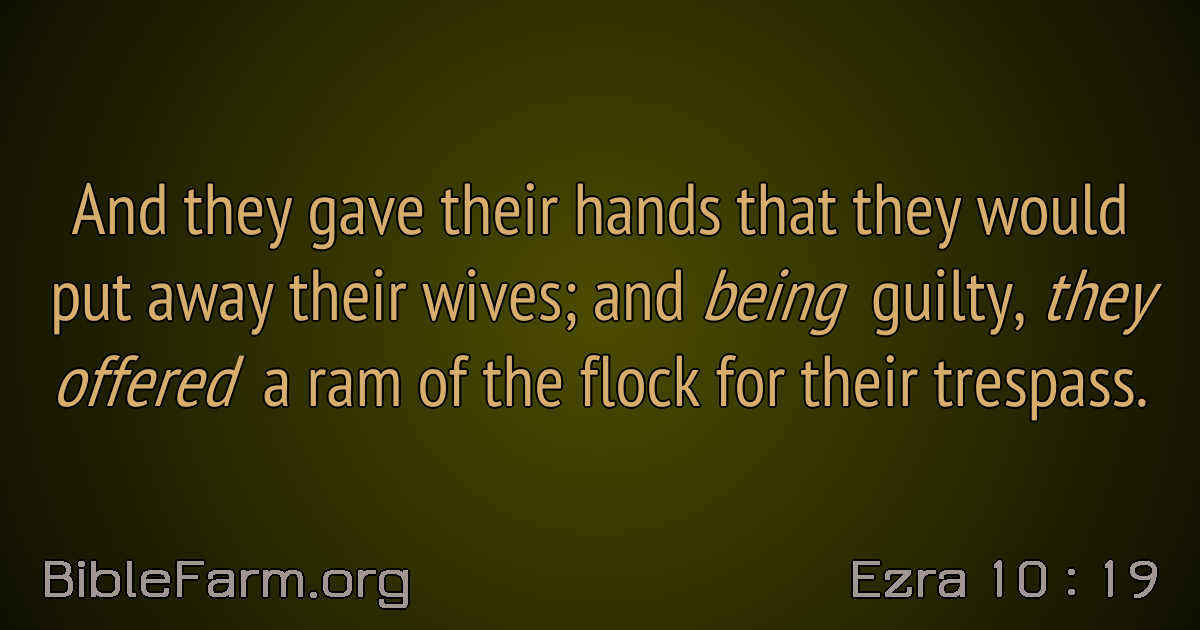 And they gave their hands that they would
put away their wives; and being guilty, they
offered a ram of the flock for their trespass.
BibleFarm.org
Ezra 10 : 19